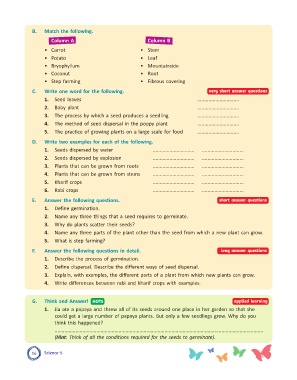 B. Match the following.
Column A Column B
• Carrot • Stem
• Potato • Leaf
• Bryophyllum • Mountainside
• Coconut • Root
• Step farming • Fibrous covering
C. Write one word for the following. very short answer questions
1. Seed leaves
2. Baby plant
3. The process by which a seed produces a seedling
4. The method of seed dispersal in the poppy plant
5. The practice of growing plants on a large scale for food
D. Write two examples for each of the following.
1. Seeds dispersed by water
2. Seeds dispersed by explosion
3. Plants that can be grown from roots
4. Plants that can be grown from stems
5. Kharif crops
6. Rabi crops
E. Answer the following questions. short answer questions
1. Define germination.
2. Name any three things that a seed requires to germinate.
3. Why do plants scatter their seeds?
4. Name any three parts of the plant other than the seed from which a new plant can grow.
5. What is step farming?
F. Answer the following questions in detail. long answer questions
1. Describe the process of germination.
2. Define dispersal. Describe the different ways of seed dispersal.
3. Explain, with examples, the different parts of a plant from which new plants can grow.
4. Write differences between rabi and kharif crops with examples.
G. Think and Answer! HOTS applied learning
1. Lia ate a papaya and threw all of its seeds around one place in her garden so that she
could get a large number of papaya plants. But only a few seedlings grew. Why do you
think this happened?
(Hint: Think of all the conditions required for the seeds to germinate).
Science-5